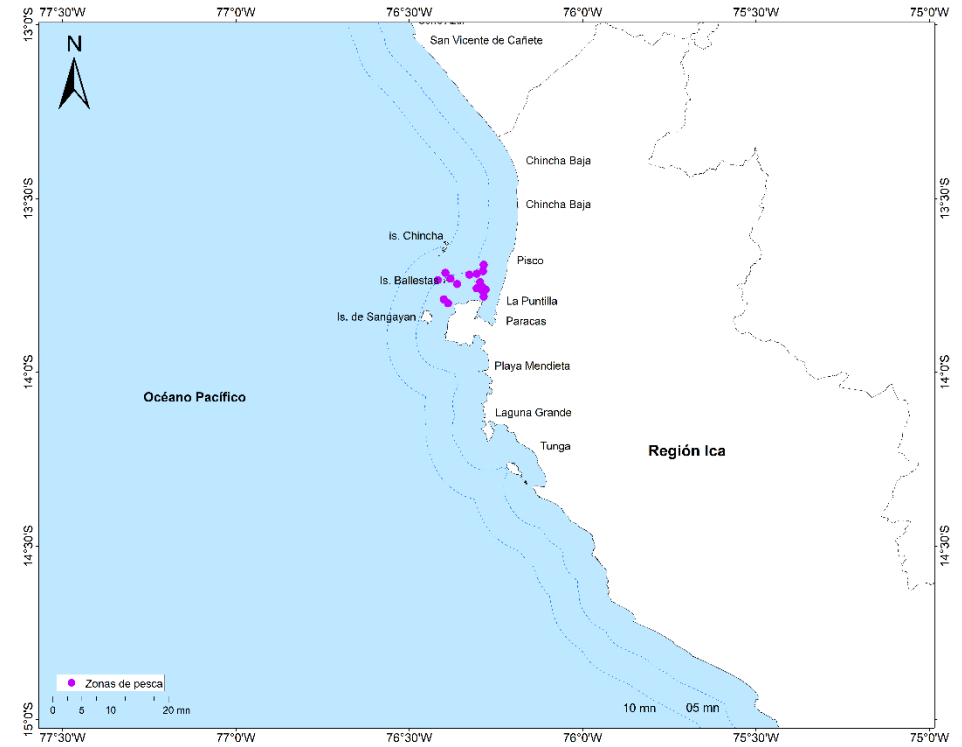 77°30'W 77°0'W 76°30'W 76°0'W 75°30'W 75°0'W
13°0'S 13°0'S
N
San Vicente de Cañete
Chincha Baja
13°30'S 13°30'S
Chincha Baja
is. Chincha
Pisco
Is. Ballestas
La Puntilla
Is. de Sangayan
Paracas
14°0'S 14°0'S
Playa Mendieta
Océano Pacífico
Laguna Grande
Tunga
Región Ica
14°30'S 14°30'S
Zonas de pesca
0 5 10 20 mn
10 mn 05 mn
15°0'S 15°0'S
77°30'W 77°0'W 76°30'W 76°0'W 75°30'W 75°0'W